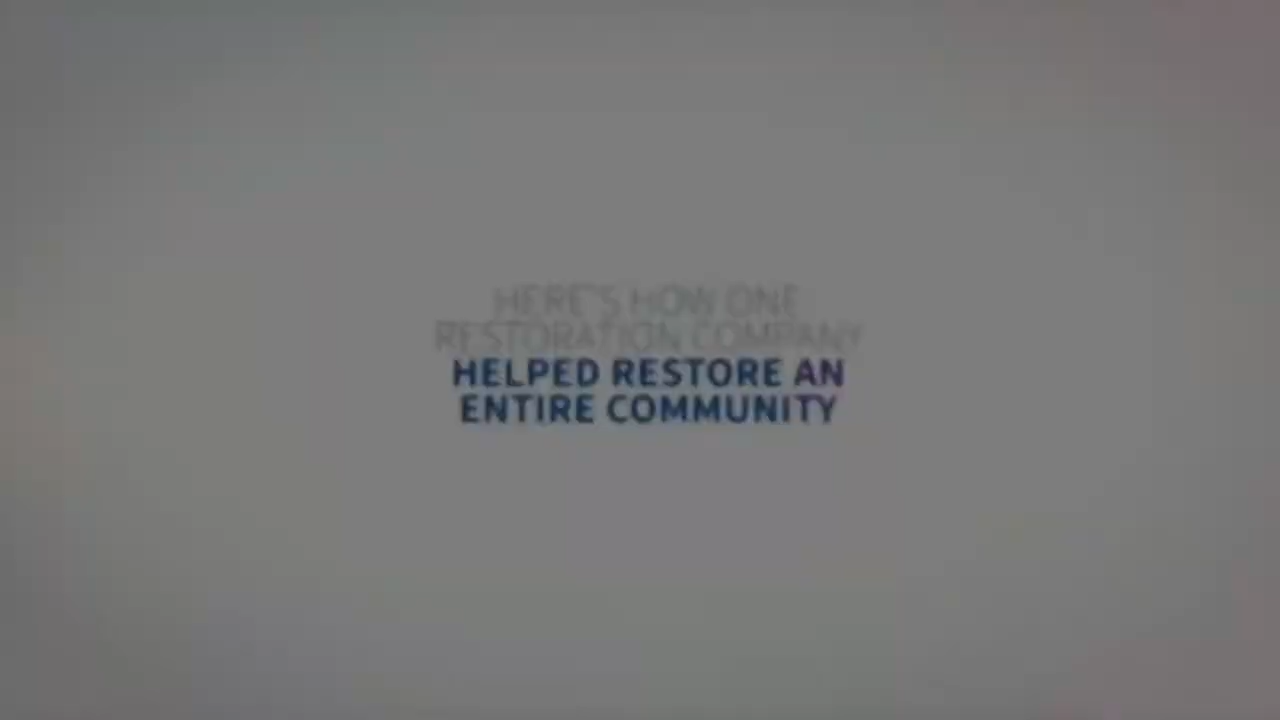 HERE'S HOW ONE
RESTORATION COMPANY
HELPED RESTORE AN
ENTIRE COMMUNITY